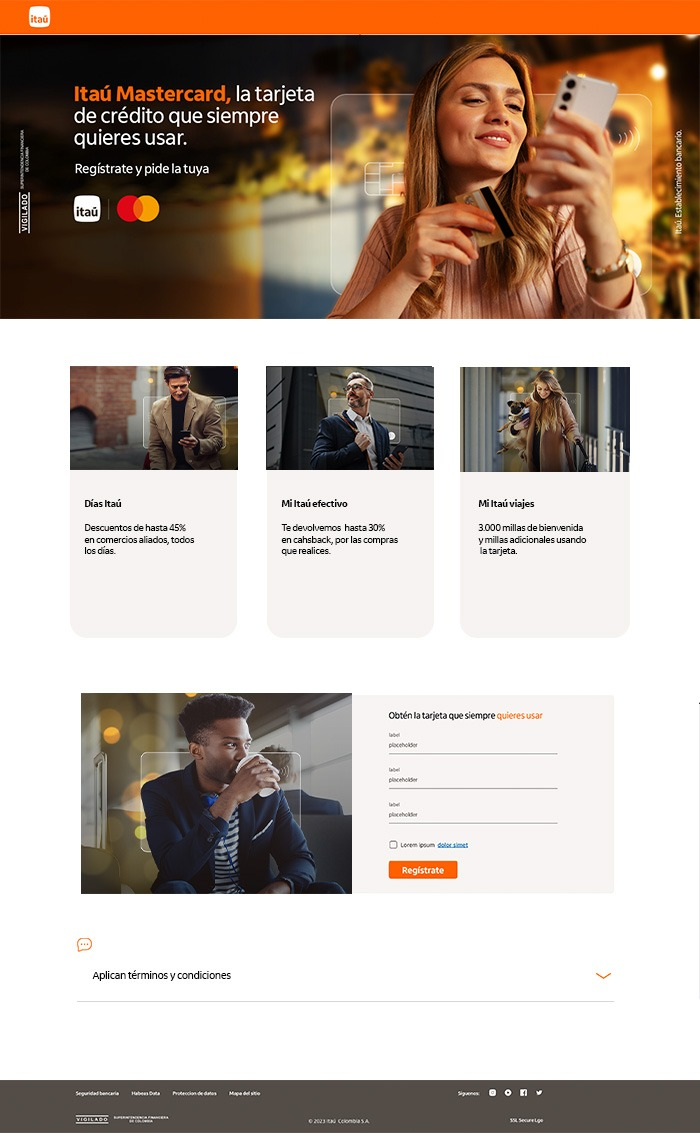 itaú
Itaú Mastercard, la tarjeta
de crédito que siempre
quieres usar.
Regístrate y pide la tuya
itaú
VIGILADO
SUPERINTENDENCIA FINANCIERA
DE COLOMBIA
Itaú. Establecimiento bancario.
Días Itaú
Descuentos de hasta 45%
en comercios aliados, todos
los días.
Mi Itaú efectivo
Te devolvemos hasta 30%
en cahsback, por las compras
que realices.
Mi Itaú viajes
3.000 millas de bienvenida
y millas adicionales usando
la tarjeta.
Obtén la tarjeta que siempre quieres usar
label
placeholder
label
placeholder
label
placeholder
Lorem ipsum dolor simet
Regístrate
Aplican términos y condiciones
Seguridad bancaria Habeas Data Proteccion de datos Mapa del sitio
Siguenos:
VIGILADO SUPERINTENDENCIA FINANCIERA
DE COLOMBIA
© 2023 Itaú Colombia S.A.
SSL Secure Lgo